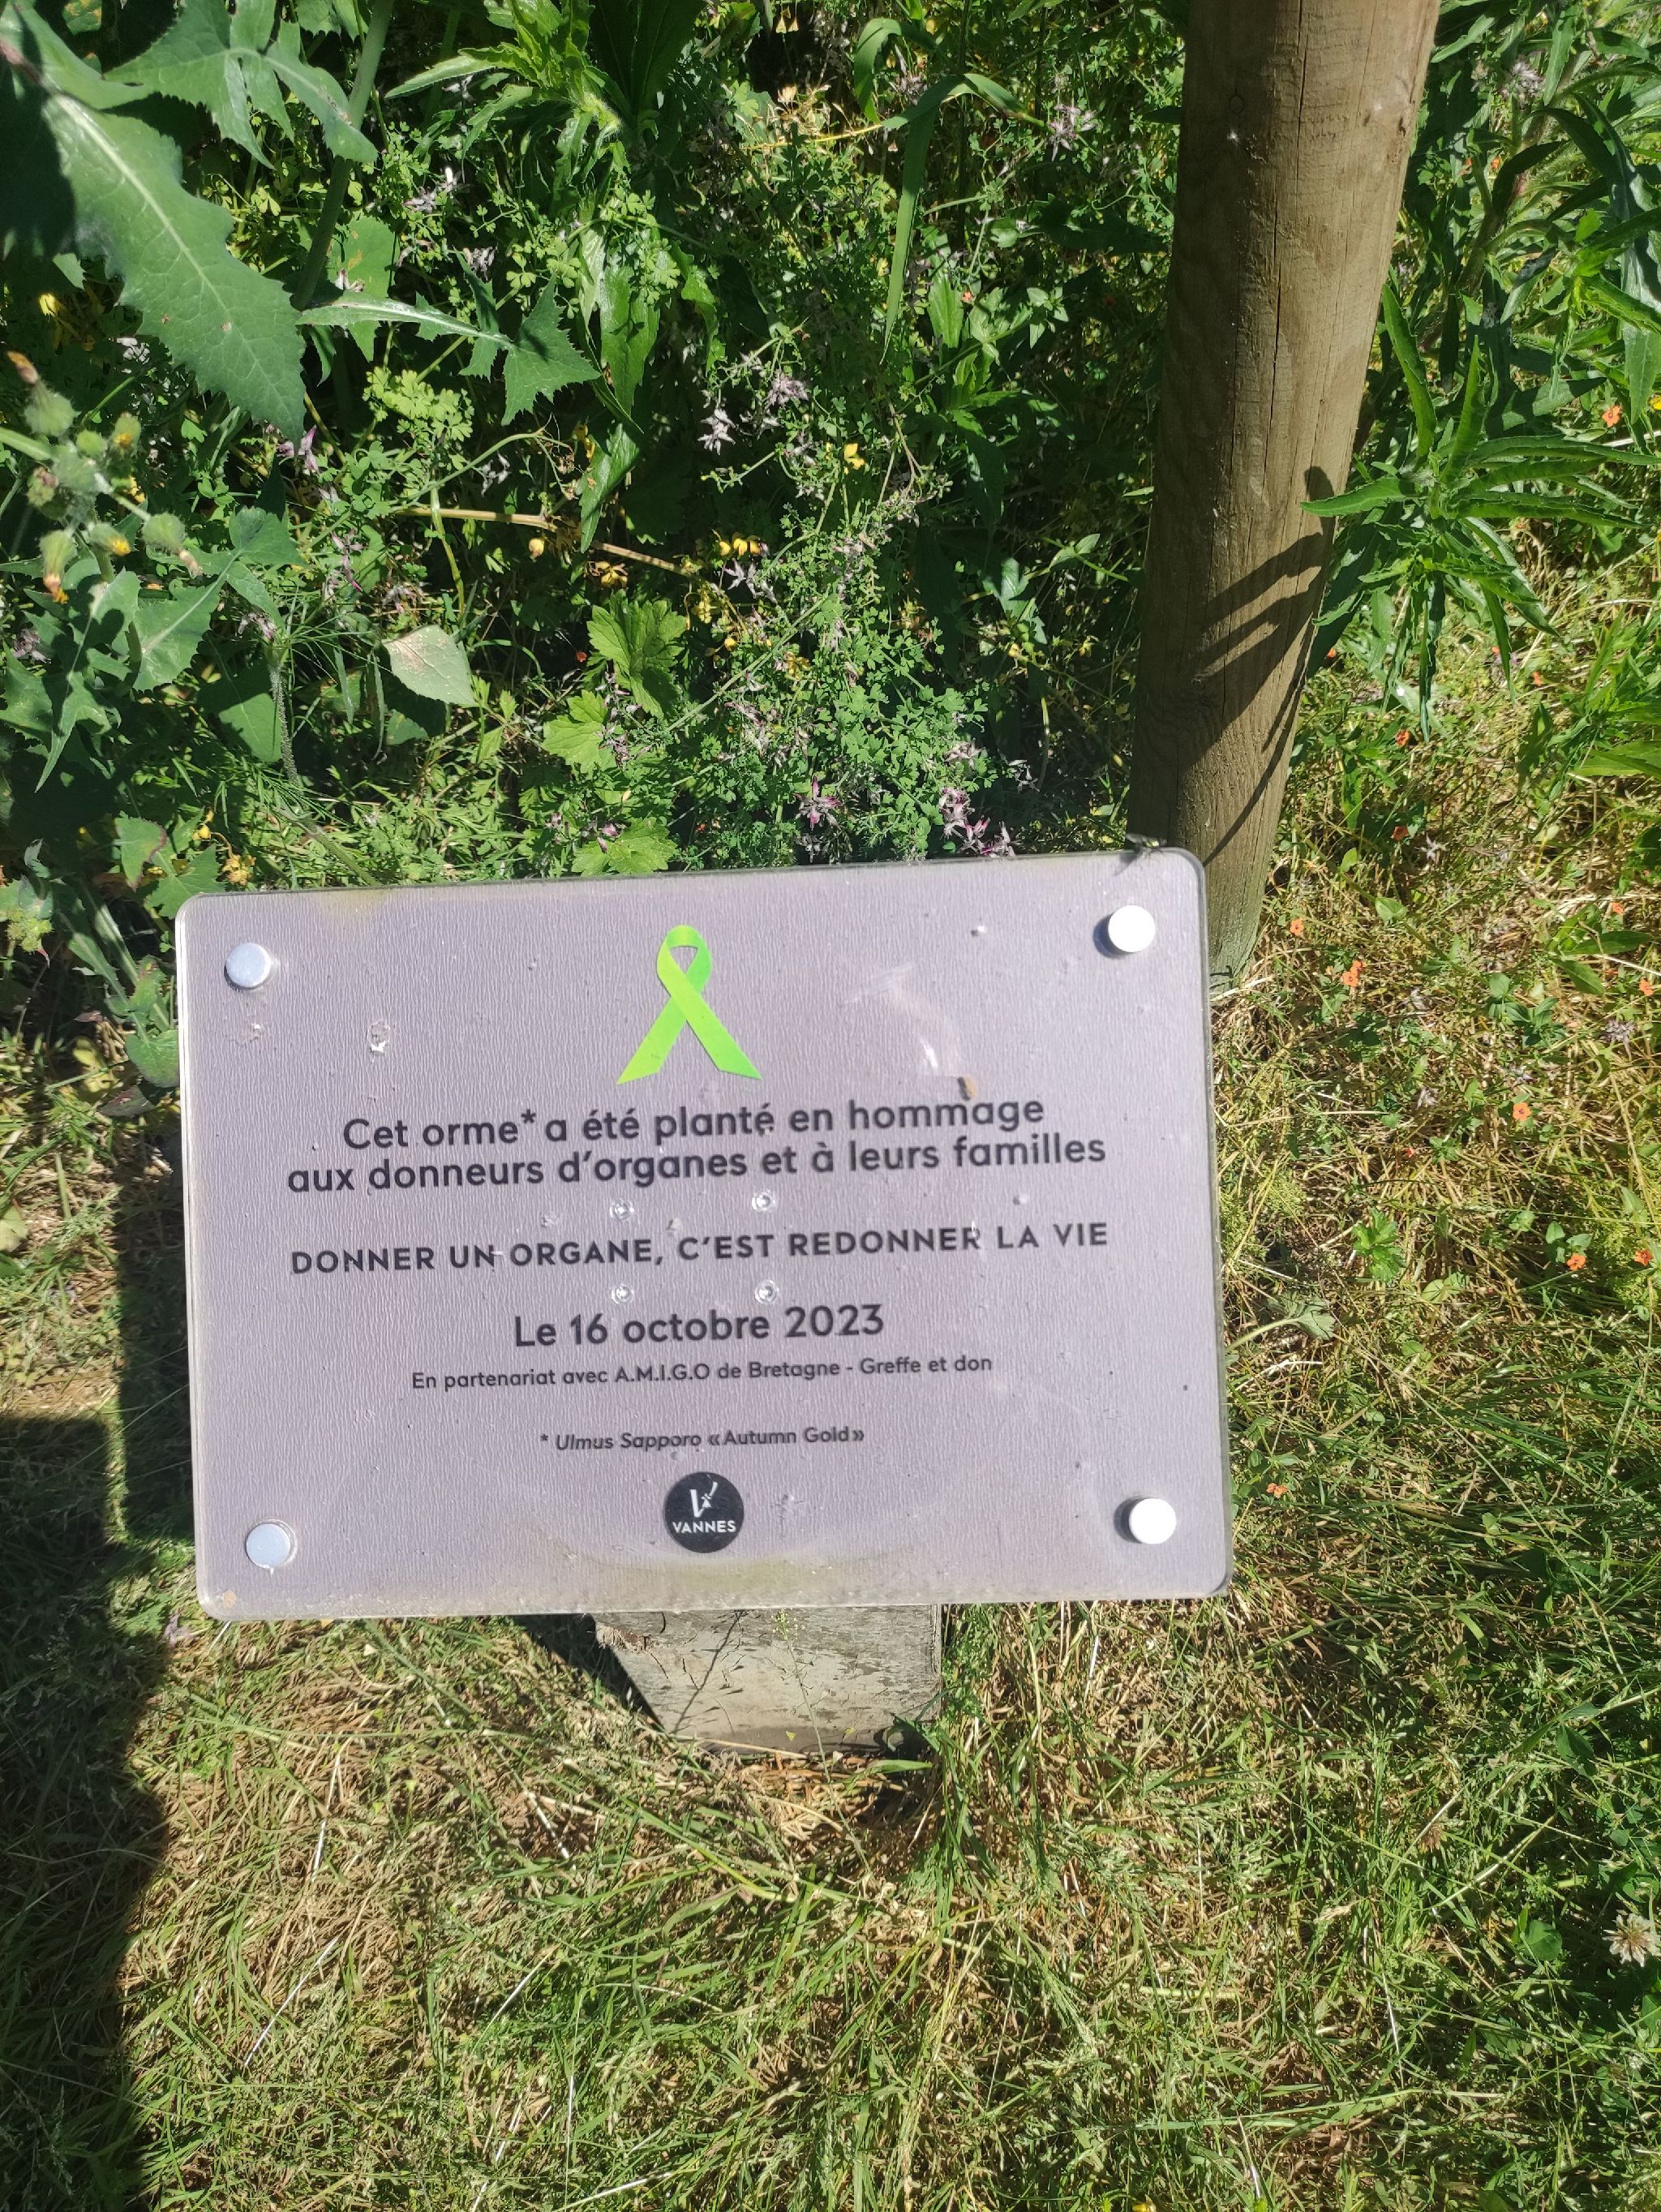 Cet orme* a été planté en hommage
aux donneurs d'organes et à leurs familles
DONNER UN ORGANE, C'EST REDONNER LA VIE
Le 16 octobre 2023
En partenariat avec A.M.I.G.O de Bretagne - Greffe et don
* Ulmus Sapporo «Autumn Gold»
VANNES